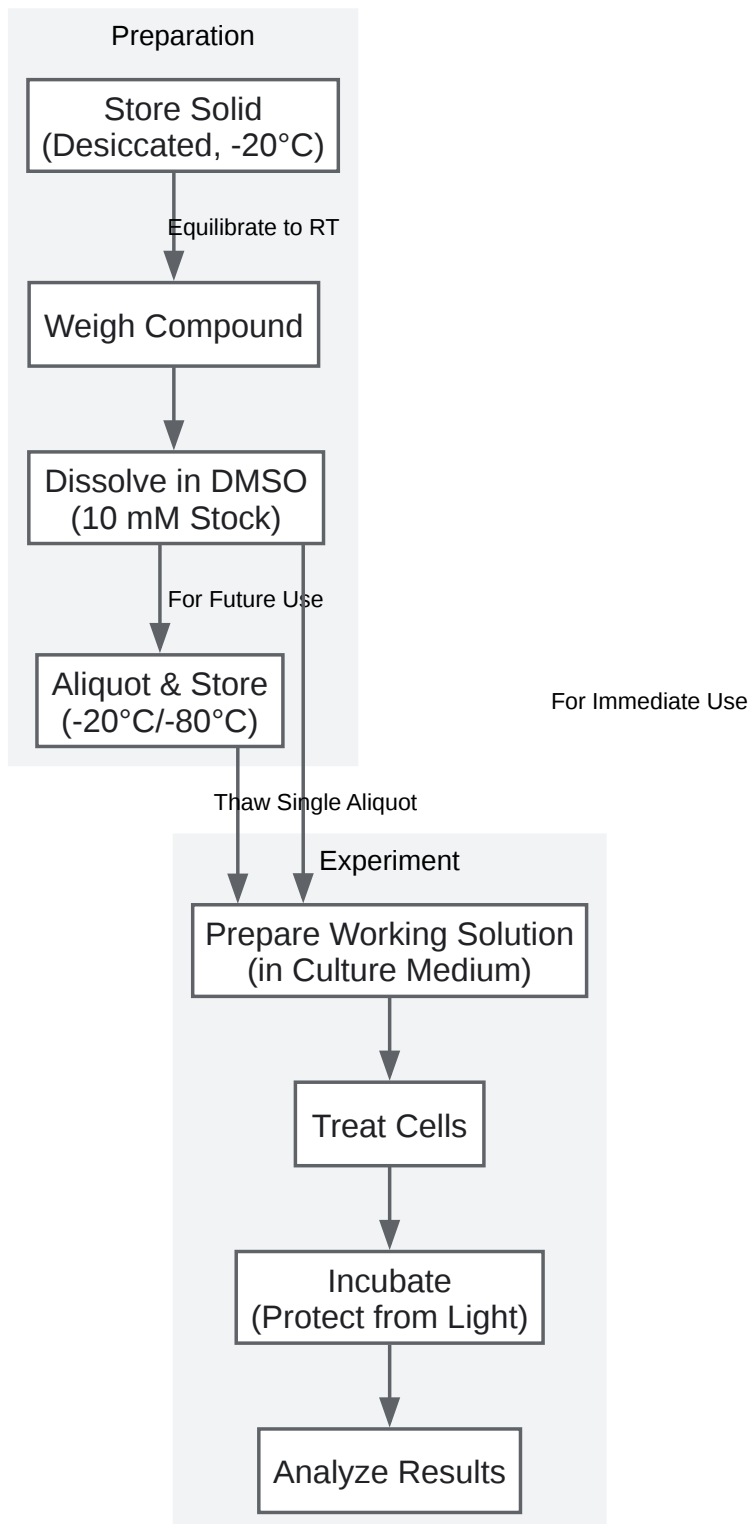 Preparation
Store Solid
(Desiccated, -20°C)
Equilibrate to RT
Weigh Compound
Dissolve in DMSO
(10 mM Stock)
For Future Use
Aliquot & Store
(-20°C/-80°C)
For Immediate Use
Thaw Single Aliquot
Experiment
Prepare Working Solution
(in Culture Medium)
Treat Cells
Incubate
(Protect from Light)
Analyze Results